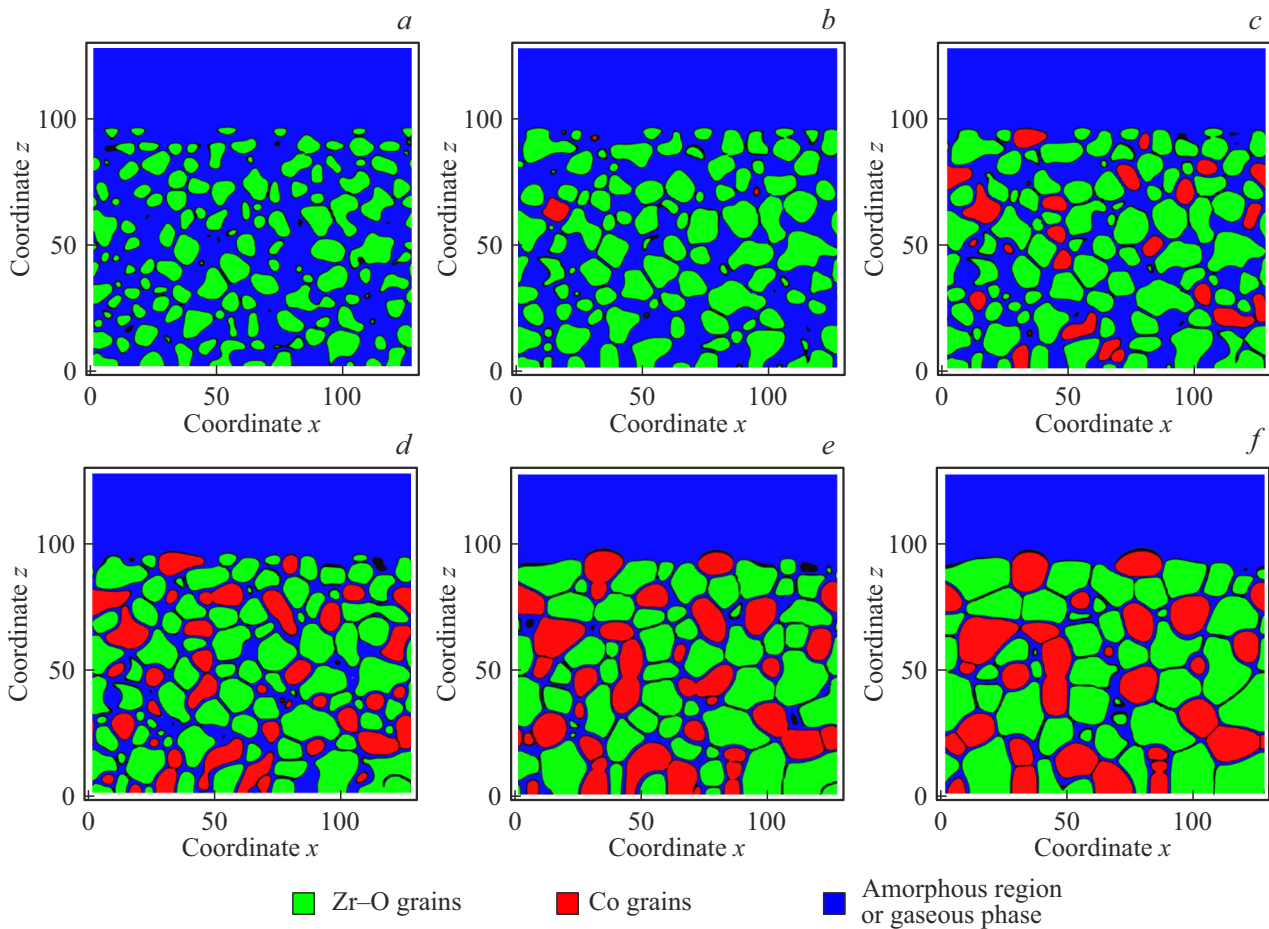 a
b
c
Coordinate z
100
50
0
0
50
100
Coordinate x
Coordinate z
100
50
0
0
50
100
Coordinate x
Coordinate z
100
50
0
0
50
100
Coordinate x
d
e
f
Coordinate z
100
50
0
0
50
100
Coordinate x
Coordinate z
100
50
0
0
50
100
Coordinate x
Coordinate z
100
50
0
0
50
100
Coordinate x
Zr–O grains
Co grains
Amorphous region
or gaseous phase